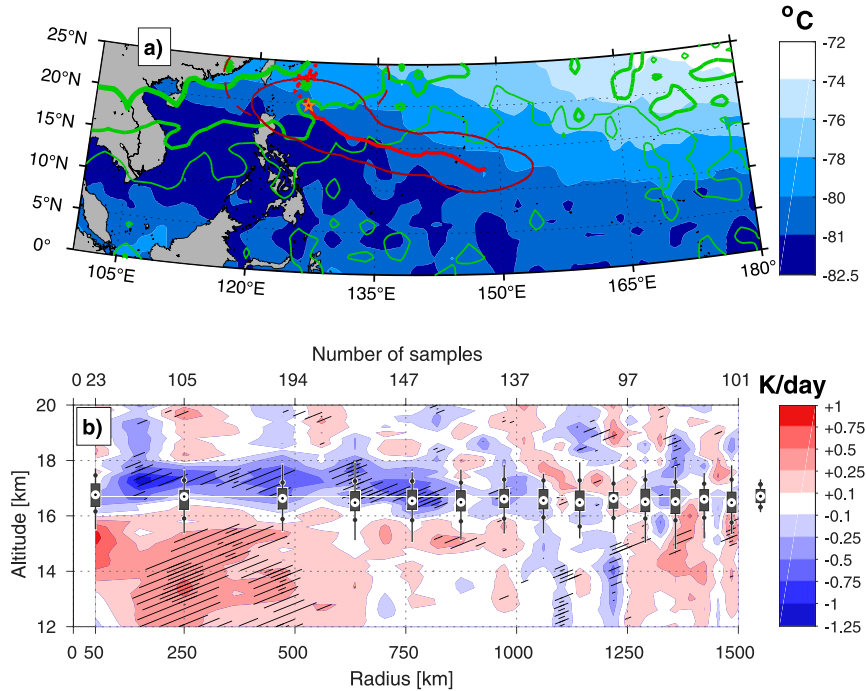 °C
a)
25°N
20°N
15°N
10°N
5°N
0°
105°E
120°E
135°E
150°E
165°E
180°E
-72
-74
-76
-77
-78
-80
-81
-82.5
Number of samples
0 23 105 194 147 137 97 101
K/day
b)
20
18
16
14
12
Altitude [km]
0 50 250 500 750 1000 1250 1500
Radius [km]
+1
+0.75
+0.5
+0.25
+0.1
-0.1
-0.25
-0.5
-0.75
-1
-1.25